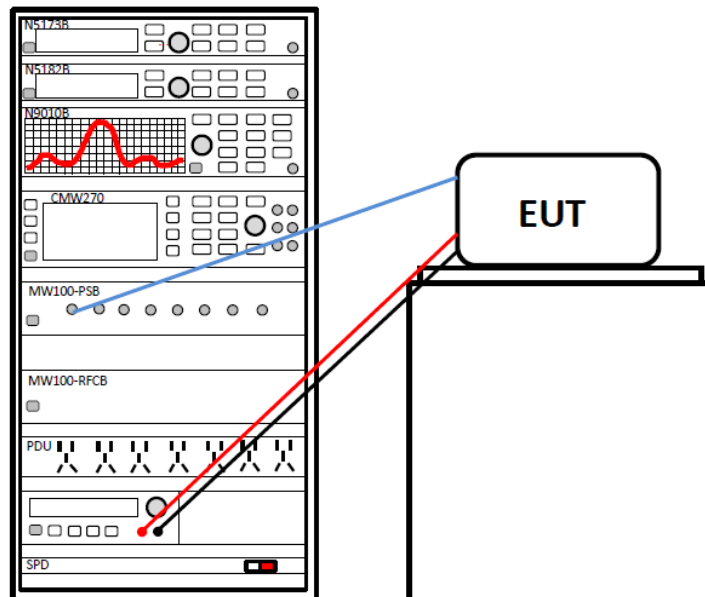 N5173B
N5182B
N9010B
CMW270
EUT
MW100-PSB
MW100-RFCB
PDU
SPD